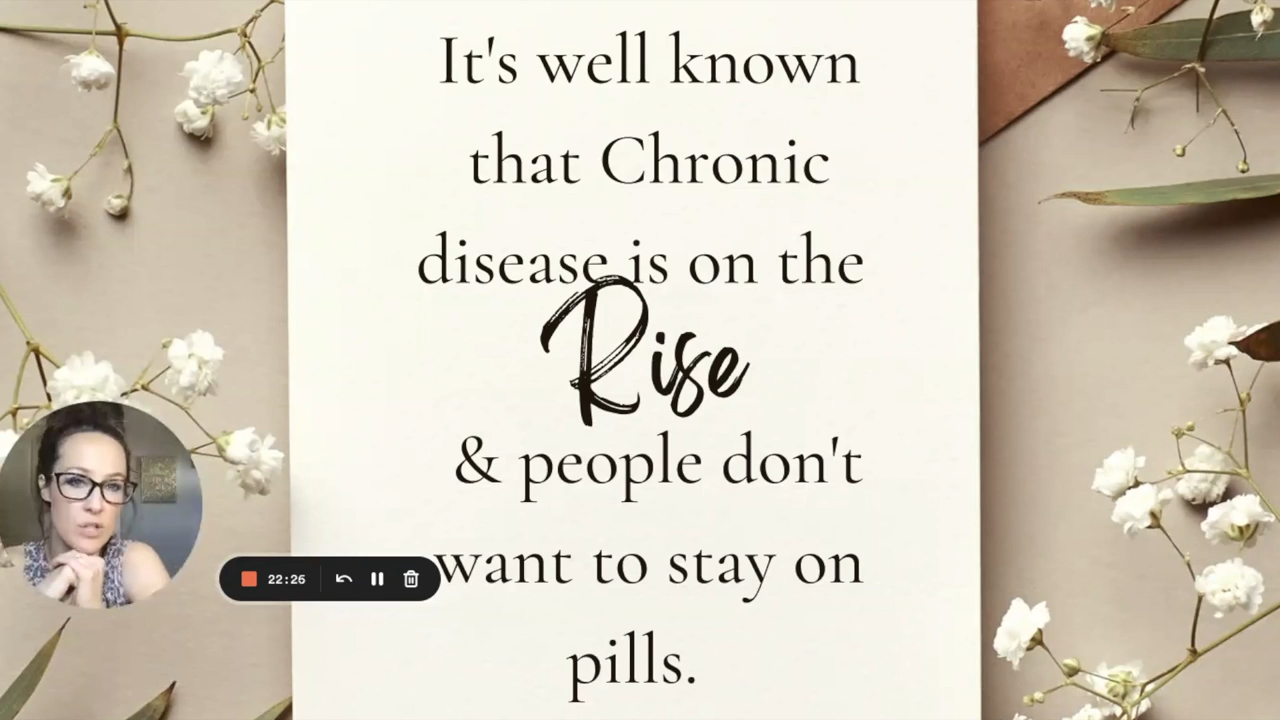 It's well known
that Chronic
disease is on the
Rise
& people don't
want to stay on
pills.
22:26